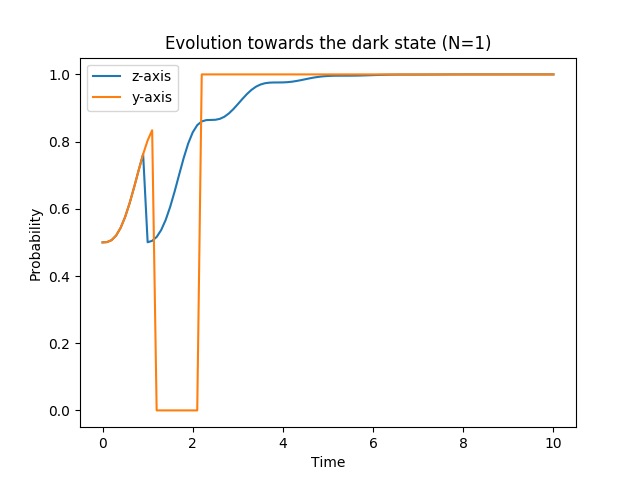 Evolution towards the dark state (N=1)
z-axis
y-axis
1.0
0.8
0.6
0.4
0.2
0.0
Probability
0
2
4
6
8
10
Time